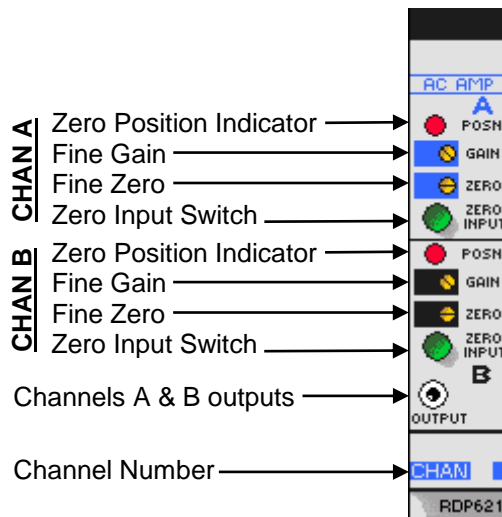 AC AMP
A
CHAN A
Zero Position Indicator
POSN
Fine Gain
GAIN
Fine Zero
ZERO
Zero Input Switch
ZERO
INPUT
CHAN B
Zero Position Indicator
POSN
Fine Gain
GAIN
Fine Zero
ZERO
Zero Input Switch
ZERO
INPUT
B
Channels A & B outputs
OUTPUT
Channel Number
CHAN
RDP621